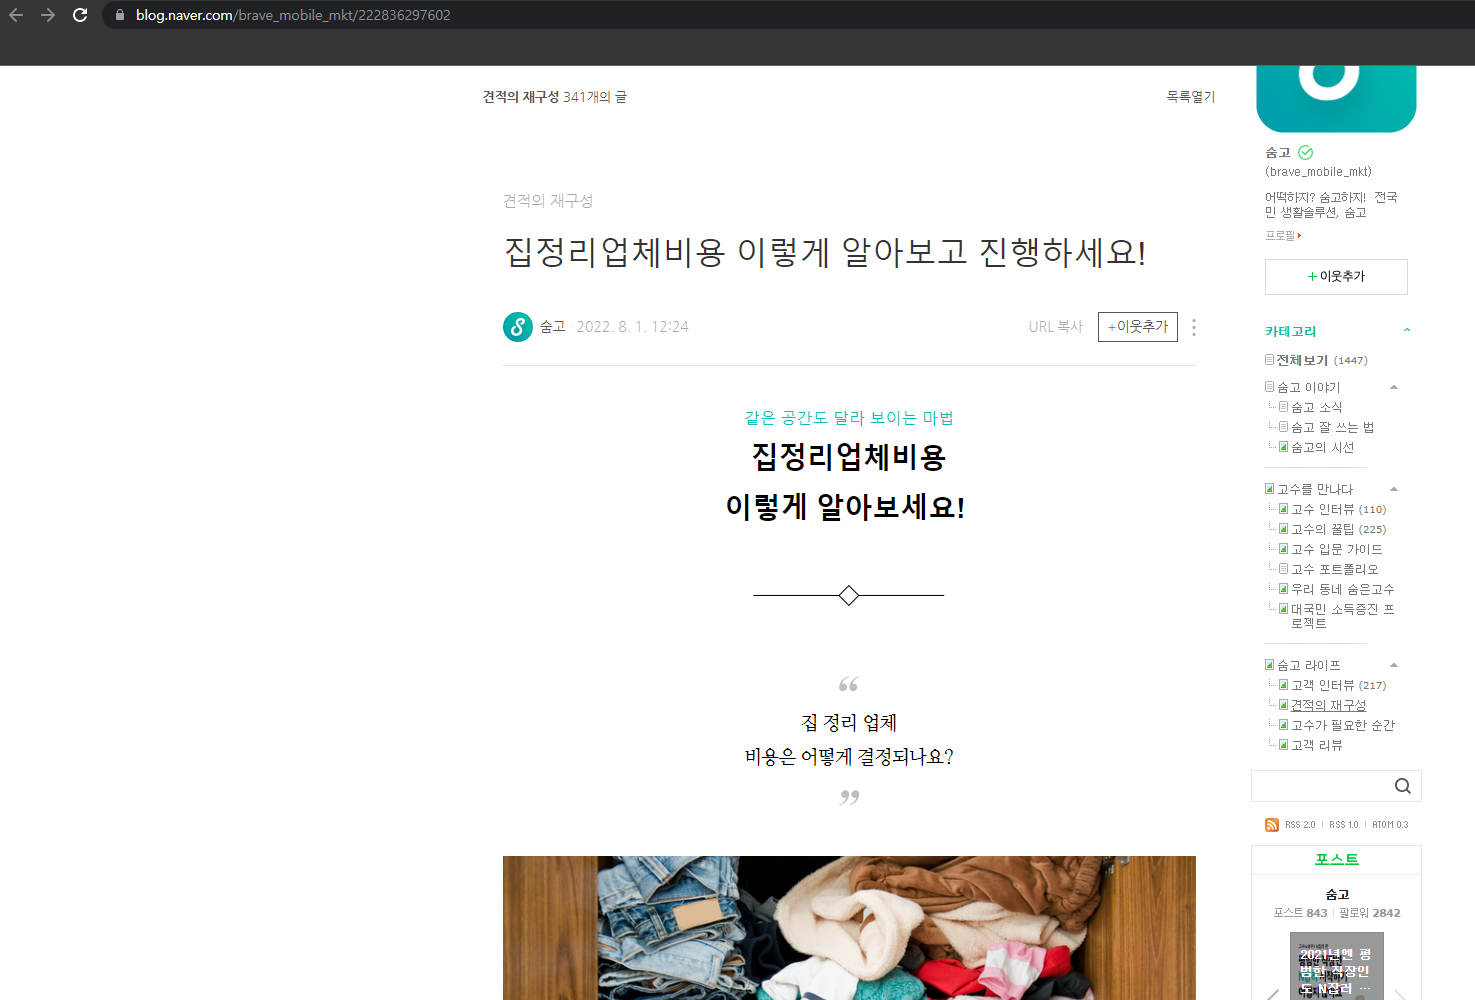 blog.naver.com/brave_mobile_mkt/222836297602
견적의 재구성 341개의 글
목록열기
견적의 재구성
집정리업체비용 이렇게 알아보고 진행하세요!
숨고 · 2022. 8. 1. 12:24
URL 복사
+이웃추가
같은 공간도 달라 보이는 마법
집정리업체비용
이렇게 알아보세요!
“
집 정리 업체
비용은 어떻게 결정되나요?
”
숨고
(brave_mobile_mkt)
어떡하지? 숨고하지! 전국
민 생활솔루션, 숨고
프로필
+이웃추가
카테고리
전체보기 (1447)
숨고 이야기
숨고 소식
숨고 잘 쓰는 법
숨고의 시선
고수를 만나다
고수 인터뷰 (110)
고수의 꿀팁 (225)
고수 입문 가이드
고수 포트폴리오
우리 동네 숨은고수
대국민 소득증진 프
로젝트
숨고 라이프
고객 인터뷰 (217)
견적의 재구성
고수가 필요한 순간
고객 리뷰
RSS 2.0 | RSS 1.0 | ATOM 0.3
포스트
숨고
포스트 843 | 팔로워 2842
2021년엔 평
범한 직장인
도 N잡러 ...